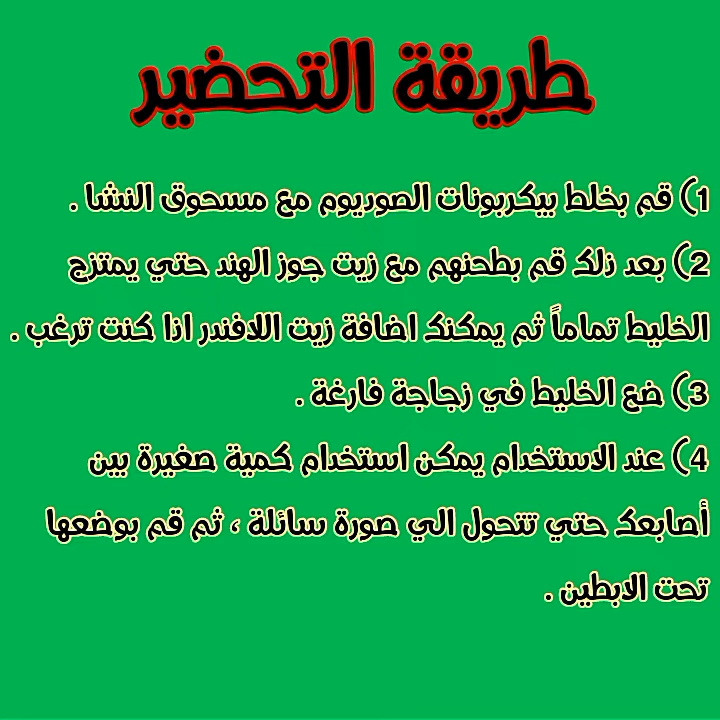 طريقة التحضير
1) قم بخلط بيكربونات الصوديوم مع مسحوق النشا .
2) بعد ذلك قم بطحنهم مع زيت جوز الهند حتي يمتزج
الخليط تماماً ثم يمكنك اضافة زيت اللافندر اذا كنت ترغب .
3) ضع الخليط في زجاجة فارغة .
4) عند الاستخدام يمكن استخدام كمية صغيرة بين
أصابعك حتي تتحول الي صورة سائلة ، ثم قم بوضعها
تحت الابطين .